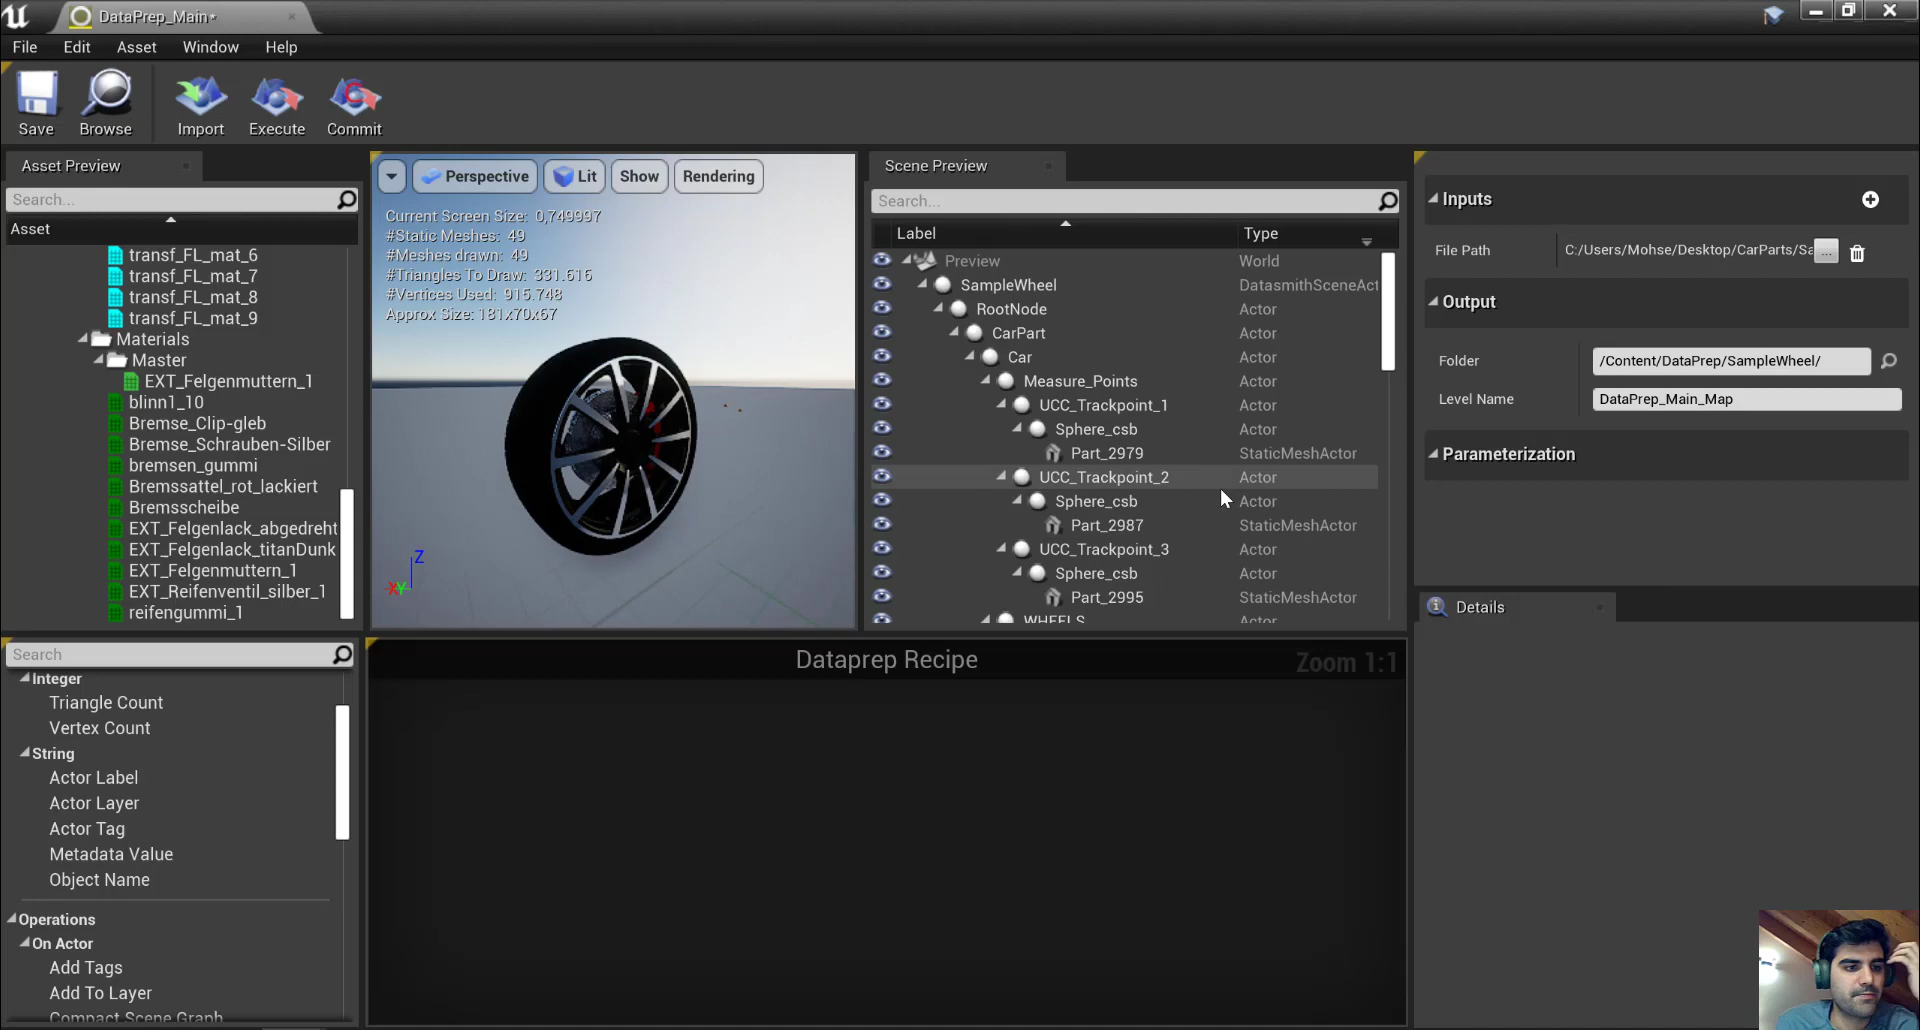 DataPrep_Main*
File Edit Asset Window Help
Save Browse Import Execute Commit
Asset Preview
Search...
Asset
transf_FL_mat_6
transf_FL_mat_7
transf_FL_mat_8
transf_FL_mat_9
Materials
Master
EXT_Felgenmuttern_1
blinn1_10
Bremse_Clip-gleb
Bremse_Schrauben-Silber
bremsen_gummi
Bremssattel_rot_lackiert
Bremsscheibe
EXT_Felgenlack_abgedreht
EXT_Felgenlack_titanDunk
EXT_Felgenmuttern_1
EXT_Reifenventil_silber_1
reifengummi_1
Perspective Lit Show Rendering
Current Screen Size: 0,749997
#Static Meshes: 49
#Meshes drawn: 49
#Triangles To Draw: 331.616
#Vertices Used: 915.748
Approx Size: 181x70x67
Z
X Y
Scene Preview
Search...
Label Type
Preview World
SampleWheel DatasmithSceneAct
RootNode Actor
CarPart Actor
Car Actor
Measure_Points Actor
UCC_Trackpoint_1 Actor
Sphere_csb Actor
Part_2979 StaticMeshActor
UCC_Trackpoint_2 Actor
Sphere_csb Actor
Part_2987 StaticMeshActor
UCC_Trackpoint_3 Actor
Sphere_csb Actor
Part_2995 StaticMeshActor
WHEELS Actor
Inputs
File Path C:/Users/Mohse/Desktop/CarParts/Sa ...
Output
Folder /Content/DataPrep/SampleWheel/
Level Name DataPrep_Main_Map
Parameterization
Details
Search
Integer
Triangle Count
Vertex Count
String
Actor Label
Actor Layer
Actor Tag
Metadata Value
Object Name
Operations
On Actor
Add Tags
Add To Layer
Compact Scene Graph
Dataprep Recipe
Zoom 1:1